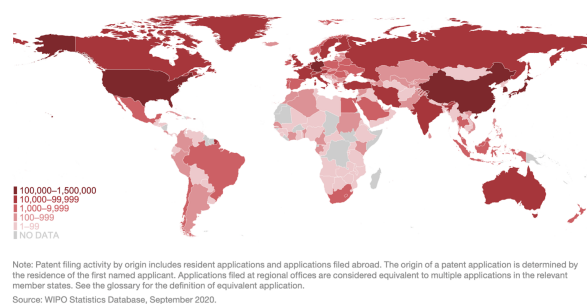 100,000–1,500,000
10,000–99,999
1,000–9,999
100–999
1–99
NO DATA
Note: Patent filing activity by origin includes resident applications and applications filed abroad. The origin of a patent application is determined by
the residence of the first named applicant. Applications filed at regional offices are considered equivalent to multiple applications in the relevant
member states. See the glossary for the definition of equivalent application.
Source: WIPO Statistics Database, September 2020.